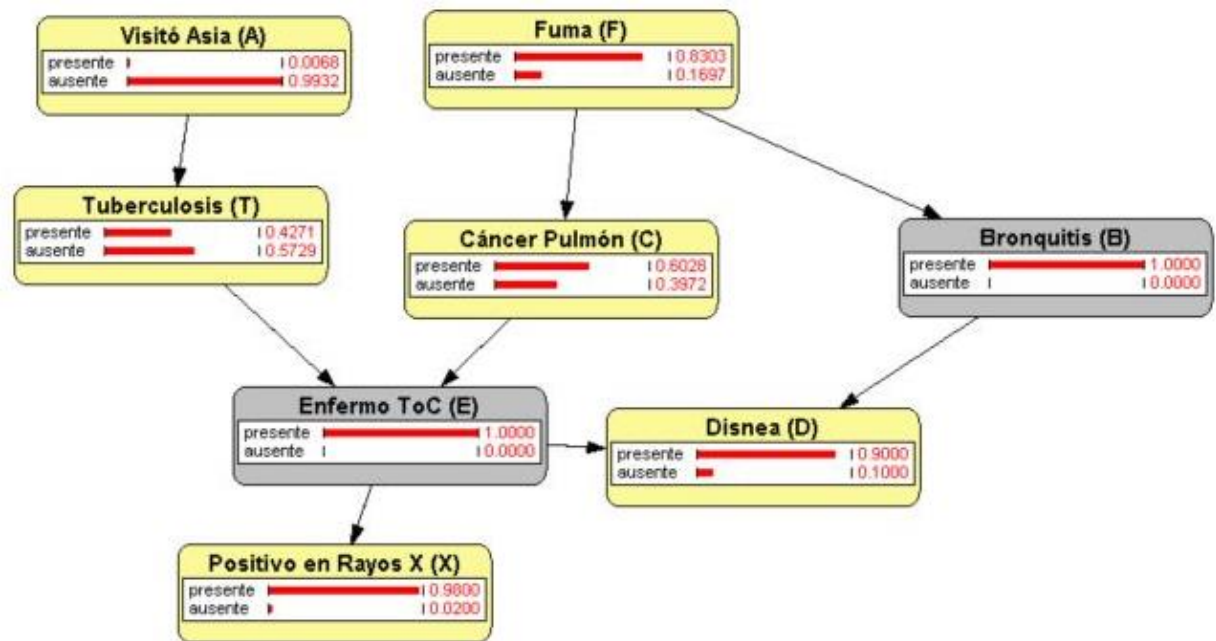 Visitó Asia (A)
presente 0.0068
ausente 0.9932
Fuma (F)
presente 0.8303
ausente 0.1697
Tuberculosis (T)
presente 0.4271
ausente 0.5729
Cáncer Pulmón (C)
presente 0.6028
ausente 0.3972
Bronquitis (B)
presente 1.0000
ausente 0.0000
Enfermo ToC (E)
presente 1.0000
ausente 0.0000
Disnea (D)
presente 0.9000
ausente 0.1000
Positivo en Rayos X (X)
presente 0.9800
ausente 0.0200